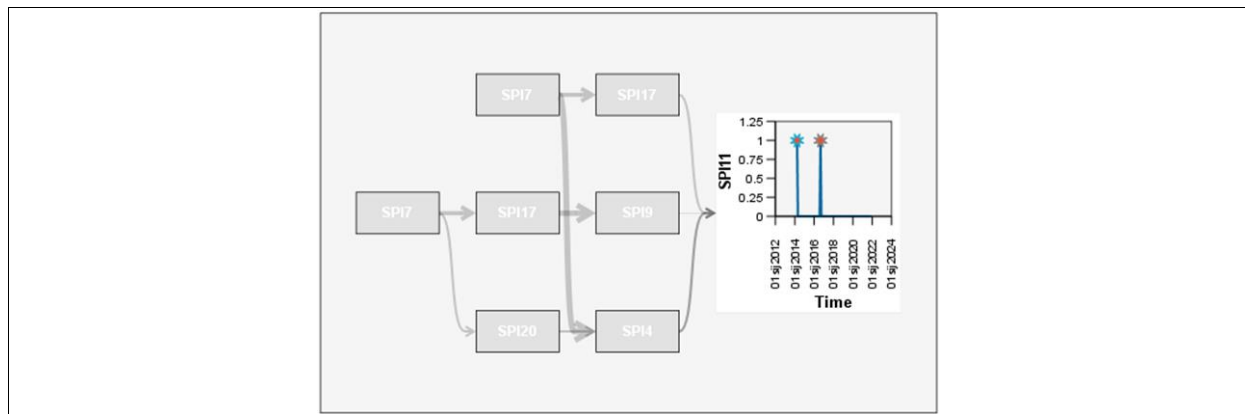 SPI7
SPI17
SPI7
SPI17
SPI9
SPI20
SPI4
SPI11
1.25
1
0.75
0.5
0.25
0
01 sij 2012
01 sij 2014
01 sij 2016
01 sij 2018
01 sij 2020
01 sij 2022
01 sij 2024
Time